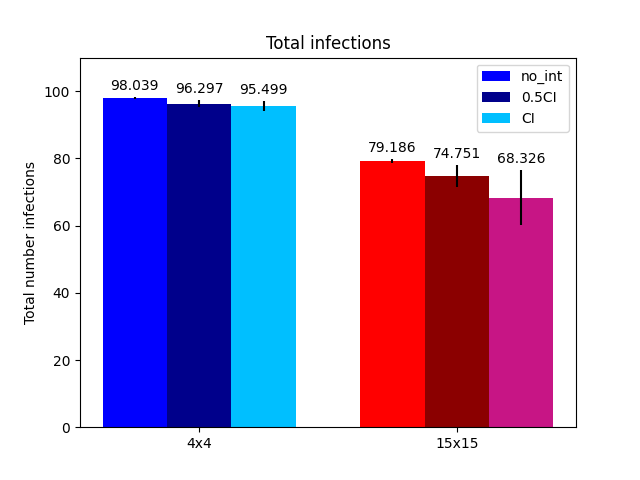 Total infections
Total number infections
100
80
60
40
20
0
98.039
96.297
95.499
79.186
74.751
68.326
no_int
0.5CI
CI
4x4
15x15